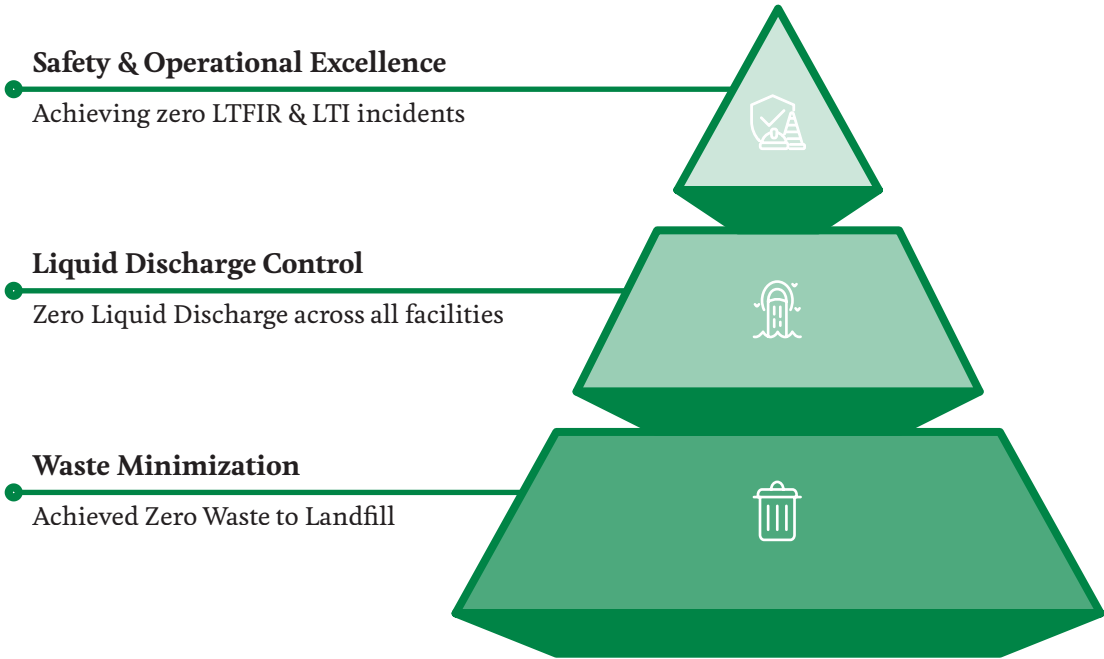 Safety & Operational Excellence
Achieving zero LTFIR & LTI incidents
Liquid Discharge Control
Zero Liquid Discharge across all facilities
Waste Minimization
Achieved Zero Waste to Landfill